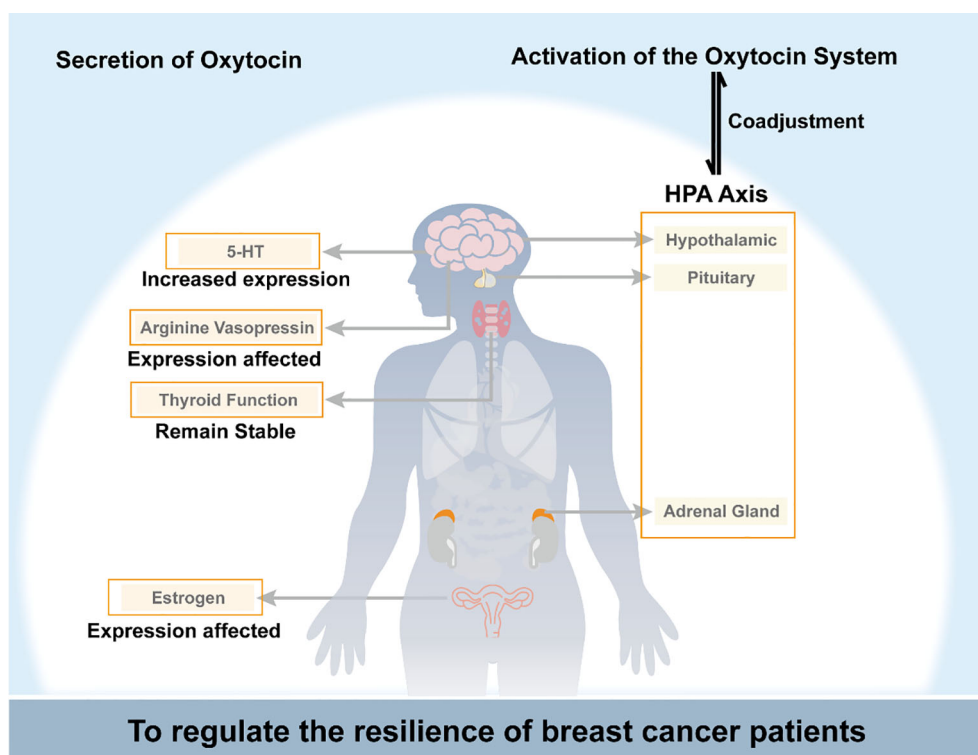 Secretion of Oxytocin
Activation of the Oxytocin System
Coadjustment
HPA Axis
5-HT
Increased expression
Arginine Vasopressin
Expression affected
Thyroid Function
Remain Stable
Estrogen
Expression affected
Hypothalamic
Pituitary
Adrenal Gland
To regulate the resilience of breast cancer patients